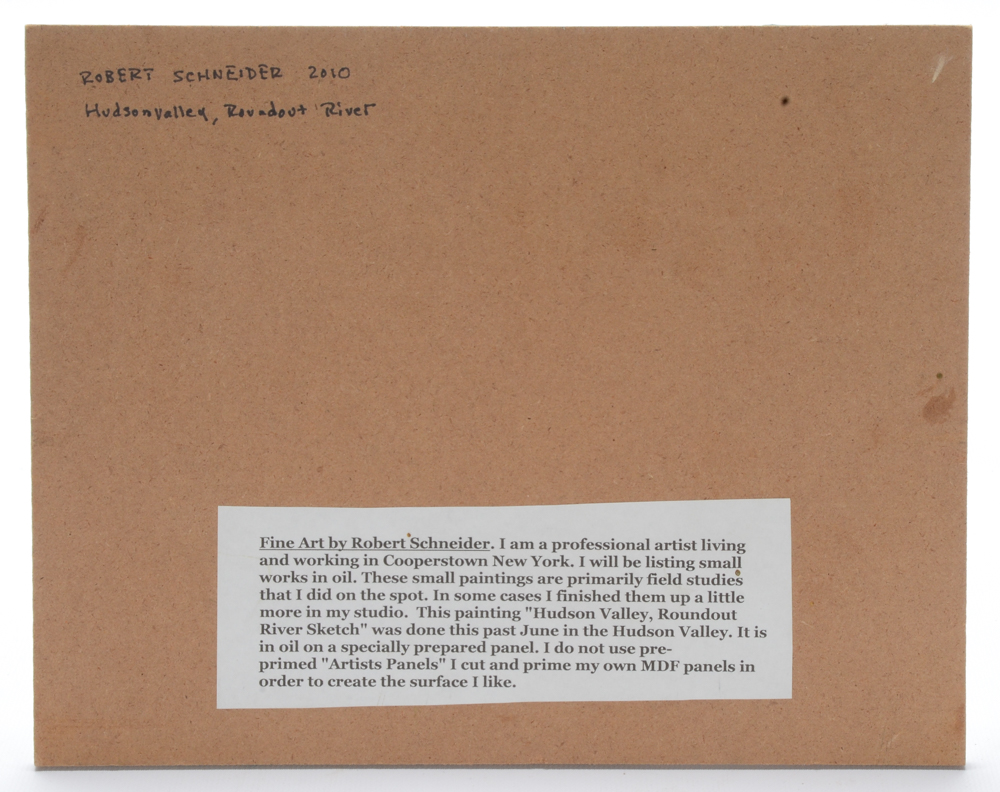 ROBERT SCHNEIDER 2010
Hudsonvalley, Roundout River
Fine Art by Robert Schneider. I am a professional artist living
and working in Cooperstown New York. I will be listing small
works in oil. These small paintings are primarily field studies
that I did on the spot. In some cases I finished them up a little
more in my studio.  This painting "Hudson Valley, Roundout
River Sketch" was done this past June in the Hudson Valley. It is
in oil on a specially prepared panel. I do not use pre-
primed "Artists Panels" I cut and prime my own MDF panels in
order to create the surface I like.